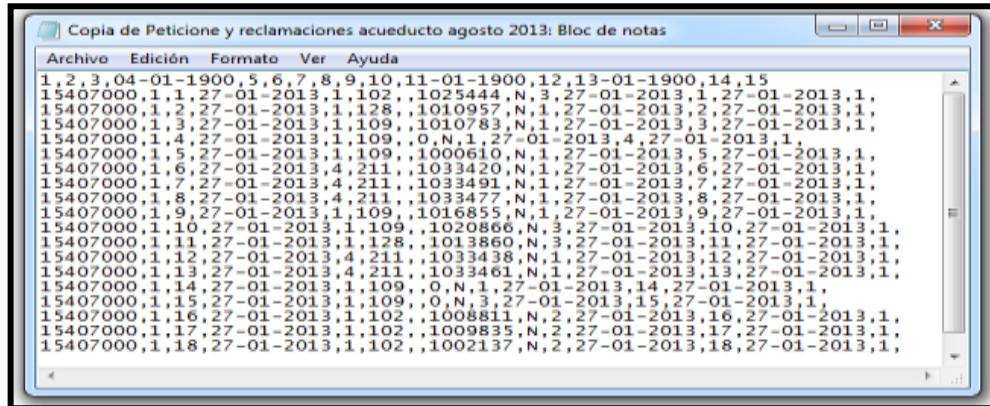 Copia de Peticione y reclamaciones acueducto agosto 2013: Bloc de notas
Archivo Edición Formato Ver Ayuda
1,2,3,04-01-1900,5,6,7,8,9,10,11-01-1900,12,13-01-1900,14,15
15407000,1,1,27-01-2013,1,102,,1025444,N,3,27-01-2013,1,27-01-2013,1,
15407000,1,2,27-01-2013,1,128,,1010957,N,1,27-01-2013,2,27-01-2013,1,
15407000,1,3,27-01-2013,1,109,,1010783,N,1,27-01-2013,3,27-01-2013,1,
15407000,1,4,27-01-2013,1,109,,0,N,1,27-01-2013,4,27-01-2013,1,
15407000,1,5,27-01-2013,1,109,,1000610,N,1,27-01-2013,5,27-01-2013,1,
15407000,1,6,27-01-2013,4,211,,1033420,N,1,27-01-2013,6,27-01-2013,1,
15407000,1,7,27-01-2013,4,211,,1033491,N,1,27-01-2013,7,27-01-2013,1,
15407000,1,8,27-01-2013,4,211,,1033477,N,1,27-01-2013,8,27-01-2013,1,
15407000,1,9,27-01-2013,1,109,,1016855,N,1,27-01-2013,9,27-01-2013,1,
15407000,1,10,27-01-2013,1,109,,1020866,N,3,27-01-2013,10,27-01-2013,1,
15407000,1,11,27-01-2013,1,128,,1013860,N,3,27-01-2013,11,27-01-2013,1,
15407000,1,12,27-01-2013,4,211,,1033438,N,1,27-01-2013,12,27-01-2013,1,
15407000,1,13,27-01-2013,4,211,,1033461,N,1,27-01-2013,13,27-01-2013,1,
15407000,1,14,27-01-2013,1,109,,0,N,1,27-01-2013,14,27-01-2013,1,
15407000,1,15,27-01-2013,1,109,,0,N,3,27-01-2013,15,27-01-2013,1,
15407000,1,16,27-01-2013,1,102,,1008811,N,2,27-01-2013,16,27-01-2013,1,
15407000,1,17,27-01-2013,1,102,,1009835,N,2,27-01-2013,17,27-01-2013,1,
15407000,1,18,27-01-2013,1,102,,1002137,N,2,27-01-2013,18,27-01-2013,1,